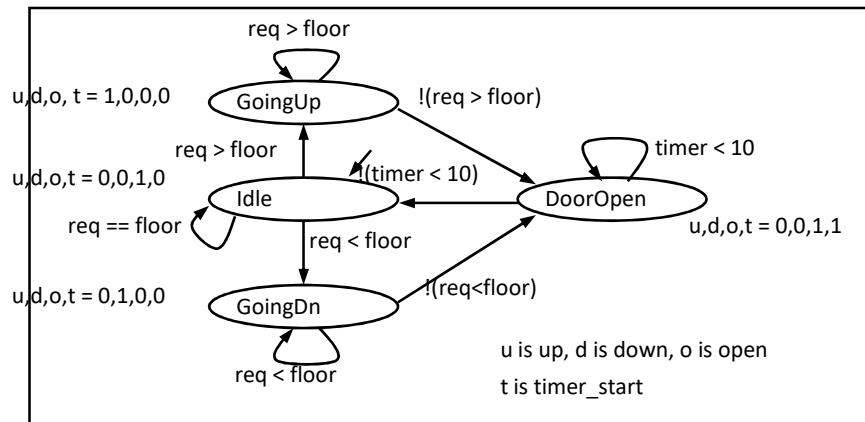 req > floor
u,d,o, t = 1,0,0,0
GoingUp
!(req > floor)
req > floor
timer < 10
u,d,o,t = 0,0,1,0
!(timer < 10)
Idle
DoorOpen
req == floor
req < floor
u,d,o,t = 0,0,1,1
u,d,o,t = 0,1,0,0
!(req<floor)
GoingDn
u is up, d is down, o is open
req < floor
t is timer_start